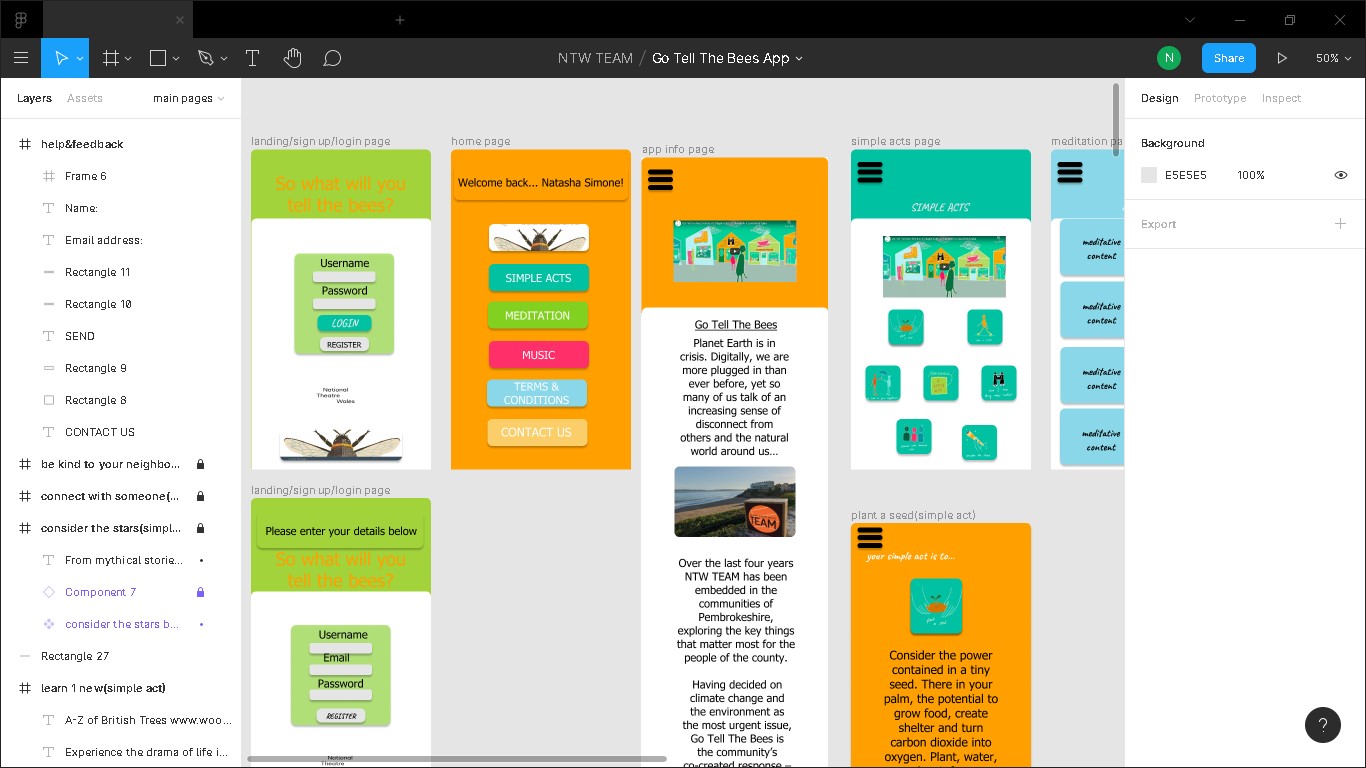 NTW TEAM / Go Tell The Bees App
N
Share
50%
Layers
Assets
main pages
help&feedback
Frame 6
Name:
Email address:
Rectangle 11
Rectangle 10
SEND
Rectangle 9
Rectangle 8
CONTACT US
be kind to your neighbo...
connect with someone(...
consider the stars(simpl...
From mythical storie...
Component 7
consider the stars b...
Rectangle 27
learn 1 new(simple act)
A-Z of British Trees www.woo...
Experience the drama of life i...
landing/sign up/login page
So what will you
tell the bees?
Username
Password
LOGIN
REGISTER
National
Theatre
Wales
landing/sign up/login page
Please enter your details below
So what will you
tell the bees?
Username
Email
Password
REGISTER
National
Theatre
home page
Welcome back... Natasha Simone!
SIMPLE ACTS
MEDITATION
MUSIC
TERMS &
CONDITIONS
CONTACT US
app info page
Go Tell The Bees
Planet Earth is in
crisis. Digitally, we are
more plugged in than
ever before, yet so
many of us talk of an
increasing sense of
disconnect from
others and the natural
world around us...
TEAM
Over the last four years
NTW TEAM has been
embedded in the
communities of
Pembrokeshire,
exploring the key things
that matter most for the
people of the county.
Having decided on
climate change and
the environment as
the most urgent issue,
Go Tell The Bees is
the community's
co-created response –
simple acts page
SIMPLE ACTS
plant a seed(simple act)
your simple act is to...
plant
a seed
Consider the power
contained in a tiny
seed. There in your
palm, the potential to
grow food, create
shelter and turn
carbon dioxide into
oxygen. Plant, water,
meditation pa
meditative
content
meditative
content
meditative
content
meditative
content
Design
Prototype
Inspect
Background
E5E5E5
100%
Export
?